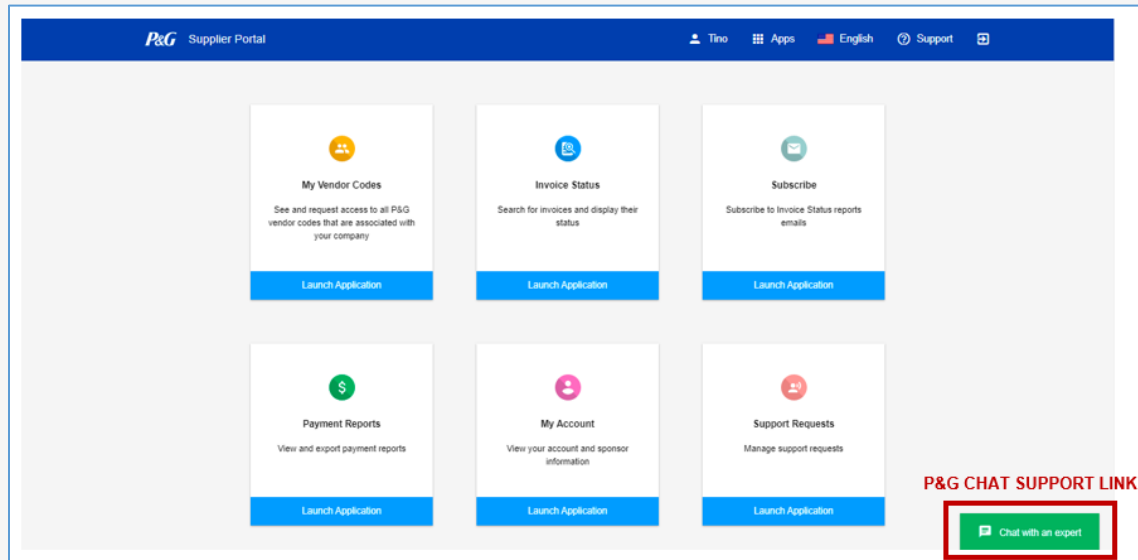 P&G Supplier Portal
Tino
Apps
English
Support
My Vendor Codes
See and request access to all P&G
vendor codes that are associated with
your company
Launch Application
Invoice Status
Search for invoices and display their
status
Launch Application
Subscribe
Subscribe to Invoice Status reports
emails
Launch Application
Payment Reports
View and export payment reports
Launch Application
My Account
View your account and sponsor
information
Launch Application
Support Requests
Manage support requests
Launch Application
P&G CHAT SUPPORT LINK
Chat with an expert